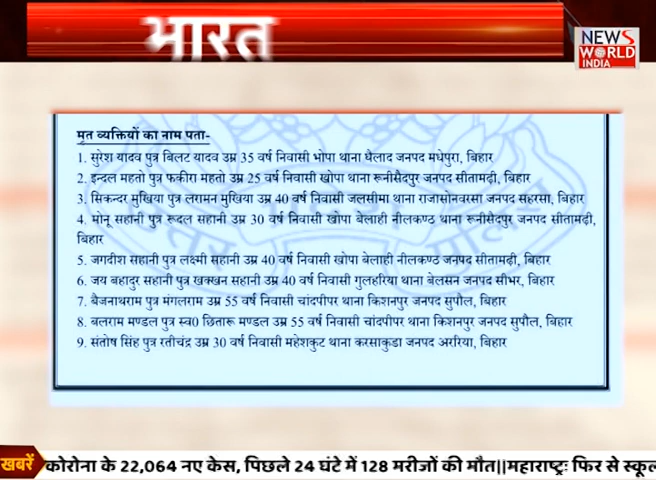 भारत
NEWS
WORLD
INDIA
मृत व्यक्तियों का नाम पता-
1. सुरेश यादव पुत्र बिलट यादव उम्र 35 वर्ष निवासी भोपा थाना घैलाद जनपद मधेपुरा, बिहार
2. इन्दल महतो पुत्र फकीरा महतो उम्र 25 वर्ष निवासी खोपा थाना रूनीसैदपुर जनपद सीतामढ़ी, बिहार
3. सिकन्दर मुखिया पुत्र लरामन मुखिया उम्र 40 वर्ष निवासी जलसीमा थाना राजासोनवरसा जनपद सहरसा, बिहार
4. मोनू सहानी पुत्र रूदल सहानी उम्र 30 वर्ष निवासी खोपा बेलाही नीलकण्ठ थाना रूनीसैदपुर जनपद सीतामढ़ी,
बिहार
5. जगदीश सहानी पुत्र लक्ष्मी सहानी उम्र 40 वर्ष निवासी खोपा बेलाही नीलकण्ठ जनपद सीतामढ़ी, बिहार
6. जय बहादुर सहानी पुत्र खक्खन सहानी उम्र 40 वर्ष निवासी गुलहरिया थाना बेलसन जनपद सीभर, बिहार
7. बैजनाथराम पुत्र मंगलराम उम्र 55 वर्ष निवासी चांदपीपर थाना किशनपुर जनपद सुपौल, बिहार
8. बलराम मण्डल पुत्र स्व0 छितारू मण्डल उम्र 55 वर्ष निवासी चांदपीपर थाना किशनपुर जनपद सुपौल, बिहार
9. संतोष सिंह पुत्र रतीचंद्र उम्र 30 वर्ष निवासी महेशकुट थाना करसाकुडा जनपद अररिया, बिहार
खबरें कोरोना के 22,064 नए केस, पिछले 24 घंटे में 128 मरीजों की मौत||महाराष्ट्रः फिर से स्कूल